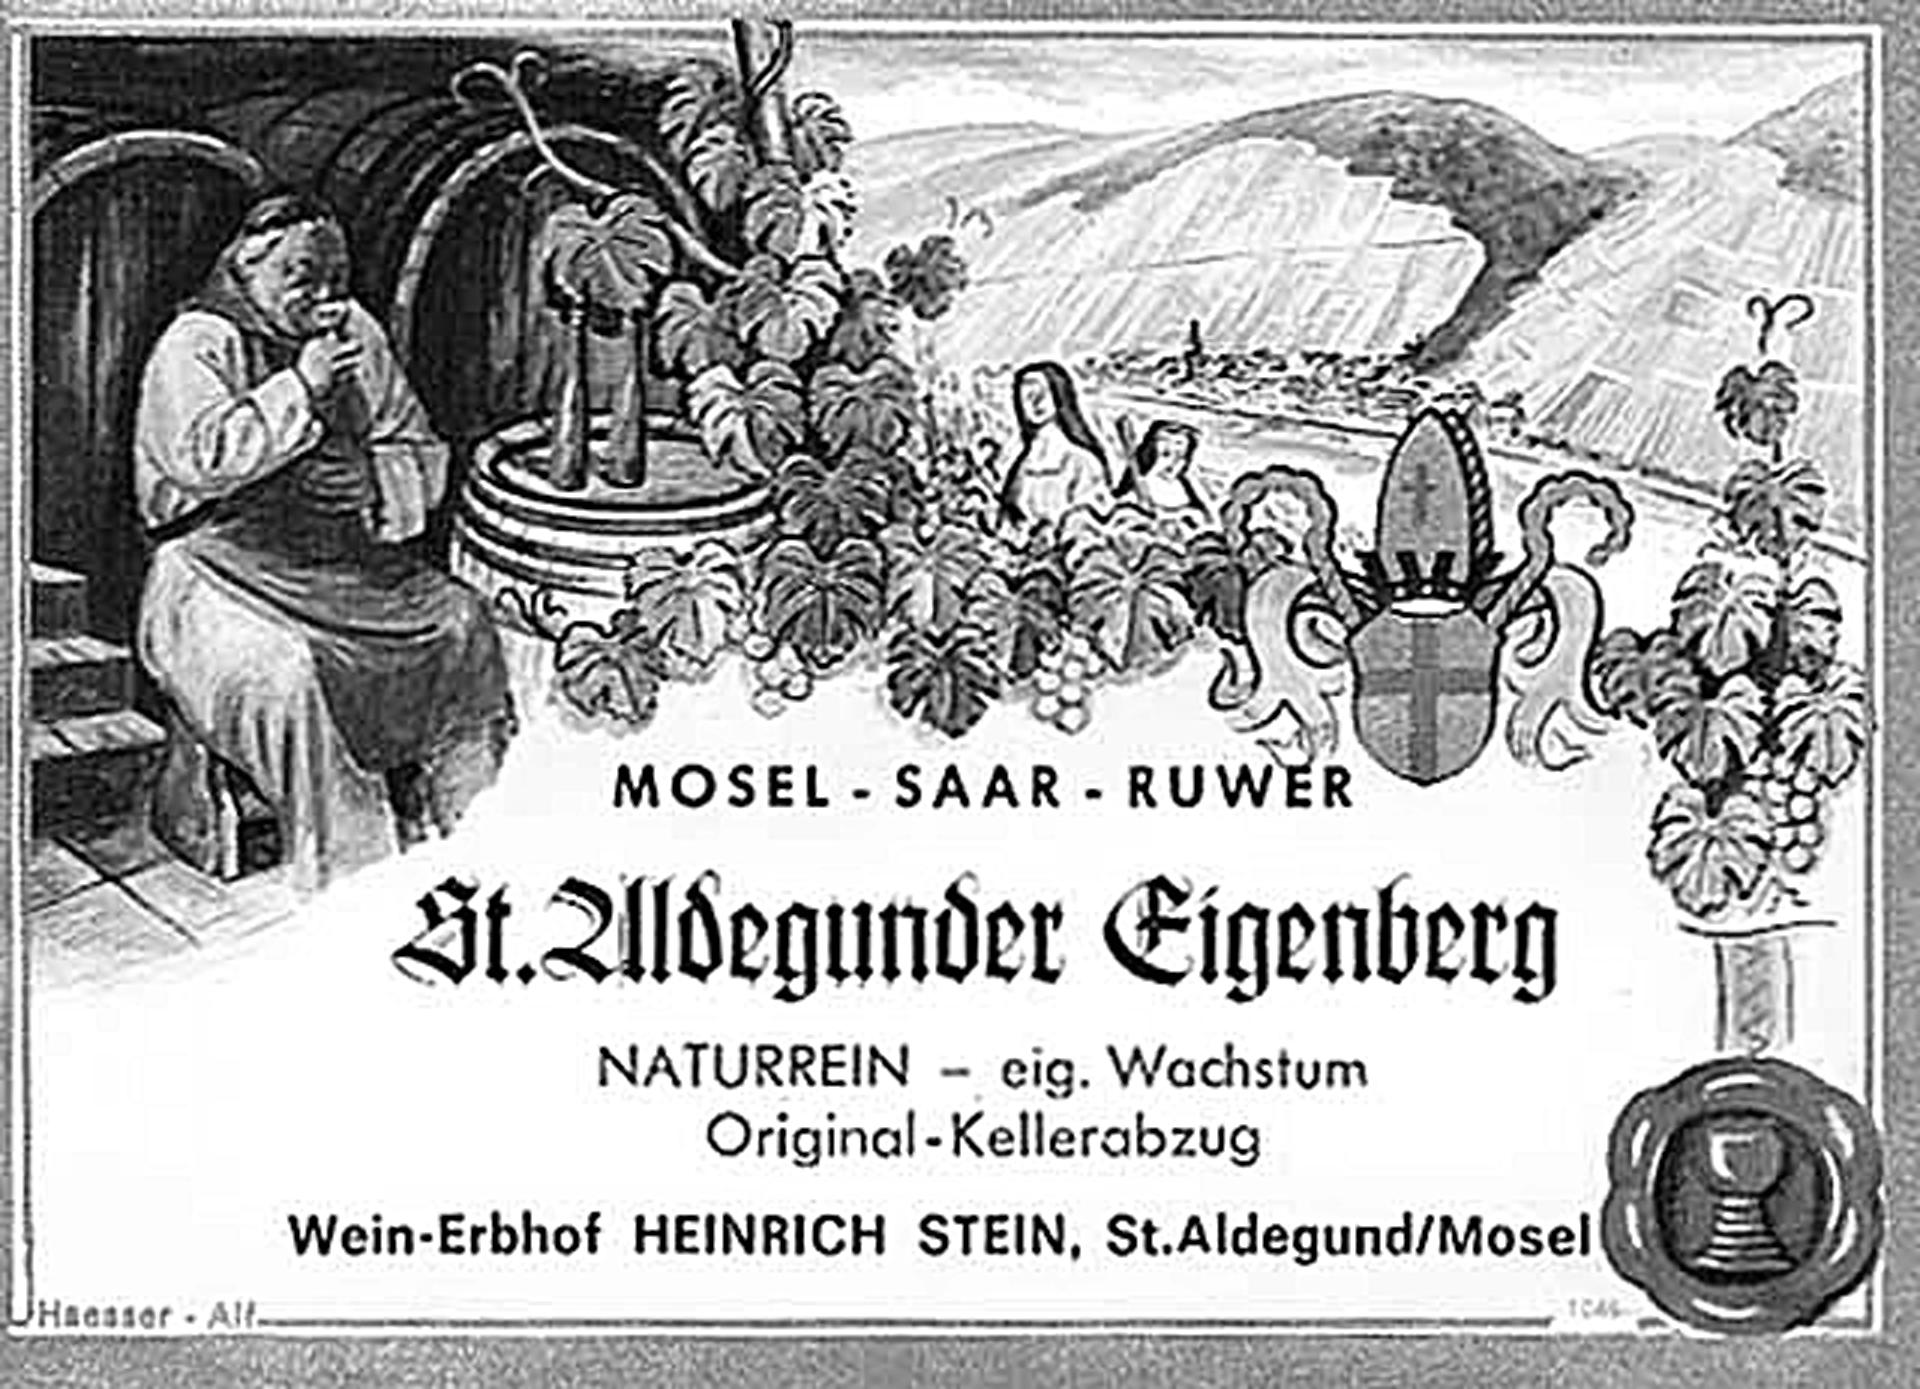 MOSEL - SAAR - RUWER
St. Aldegunder Eigenberg
NATURREIN – eig. Wachstum
Original-Kellerabzug
Wein-Erbhof HEINRICH STEIN, St.Aldegund/Mosel
Haesser - Alf